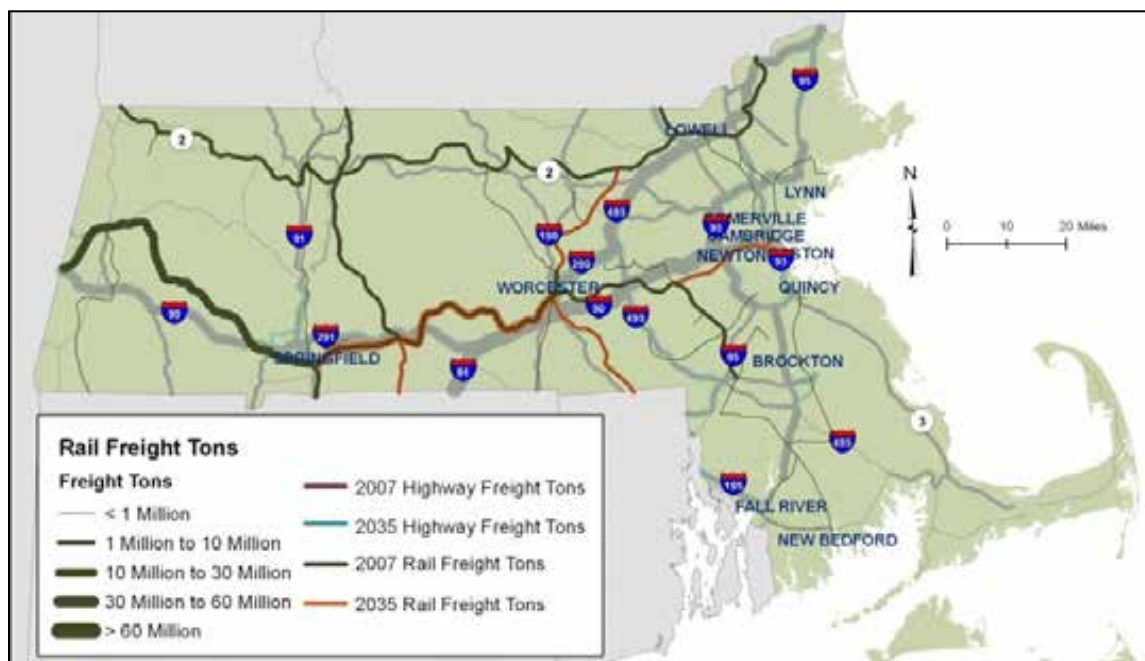 95
2
LOWELL
N
2
LYNN
495
SOMERVILLE
93
190
CAMBRIDGE
91
0 10 20 Miles
NEWTON
BOSTON
93
290
WORCESTER
QUINCY
90
90
495
291
SPRINGFIELD
95
BROCKTON
84
3
495
195
FALL RIVER
NEW BEDFORD
Rail Freight Tons
Freight Tons
< 1 Million
1 Million to 10 Million
10 Million to 30 Million
30 Million to 60 Million
> 60 Million
2007 Highway Freight Tons
2035 Highway Freight Tons
2007 Rail Freight Tons
2035 Rail Freight Tons